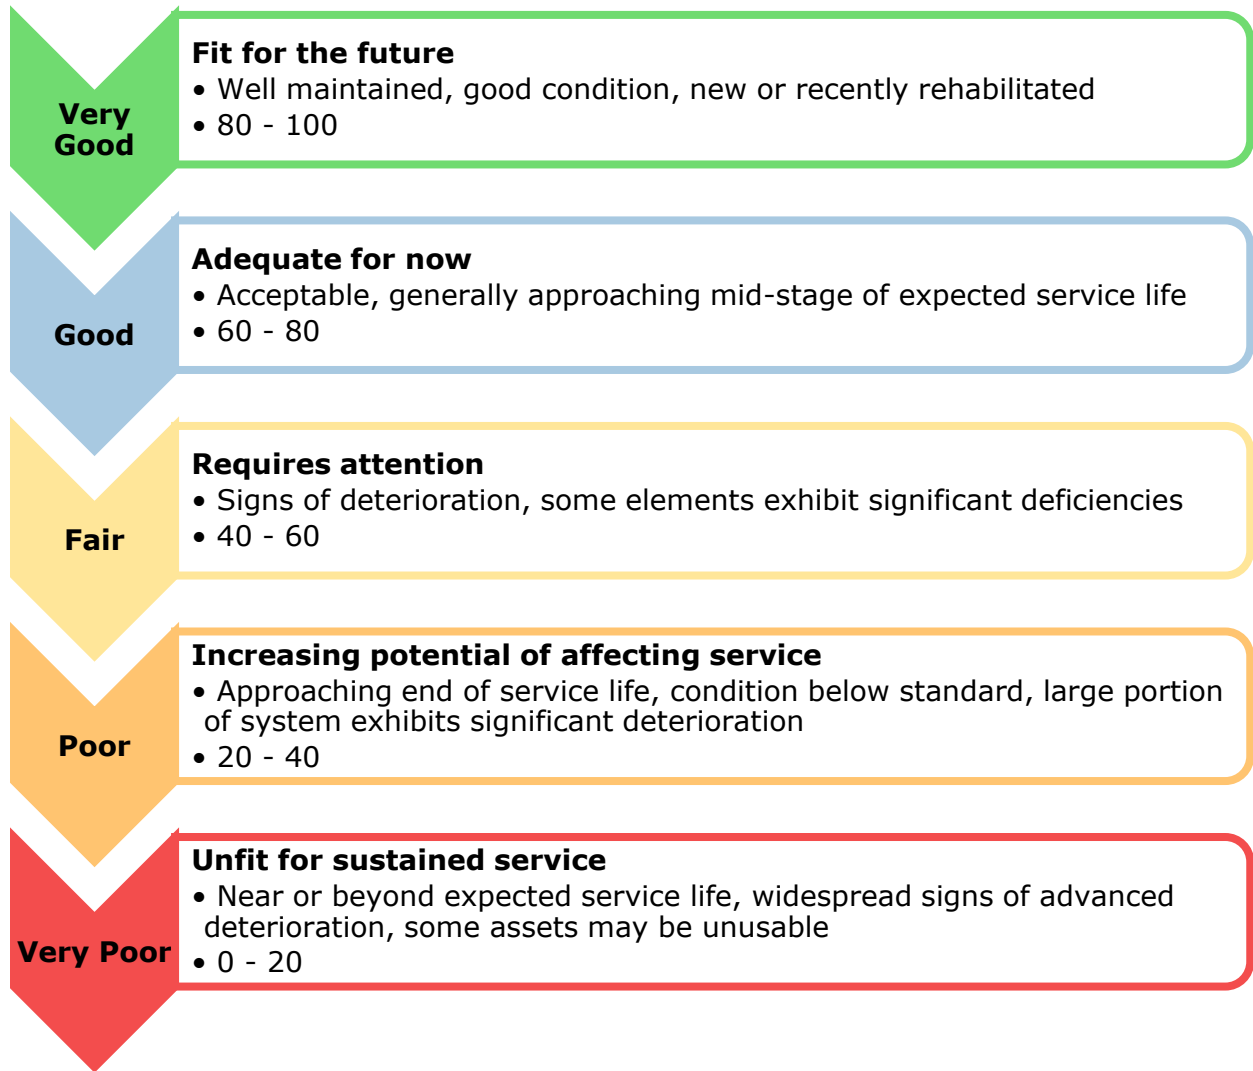 Very
Good
Fit for the future
• Well maintained, good condition, new or recently rehabilitated
• 80 - 100
Good
Adequate for now
• Acceptable, generally approaching mid-stage of expected service life
• 60 - 80
Fair
Requires attention
• Signs of deterioration, some elements exhibit significant deficiencies
• 40 - 60
Poor
Increasing potential of affecting service
• Approaching end of service life, condition below standard, large portion
of system exhibits significant deterioration
• 20 - 40
Very Poor
Unfit for sustained service
• Near or beyond expected service life, widespread signs of advanced
deterioration, some assets may be unusable
• 0 - 20